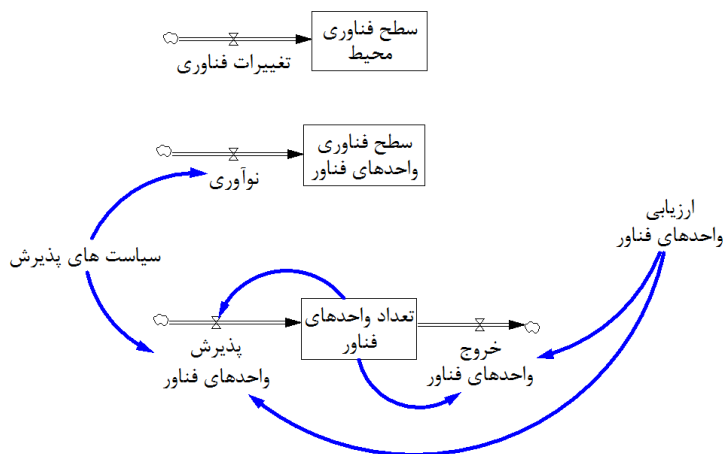 سطح فناوری
محیط
تغییرات فناوری
سطح فناوری
واحدهای فناور
نوآوری
ارزیابی
واحدهای فناور
سیاست های پذیرش
تعداد واحدهای
فناور
پذیرش
واحدهای فناور
خروج
واحدهای فناور